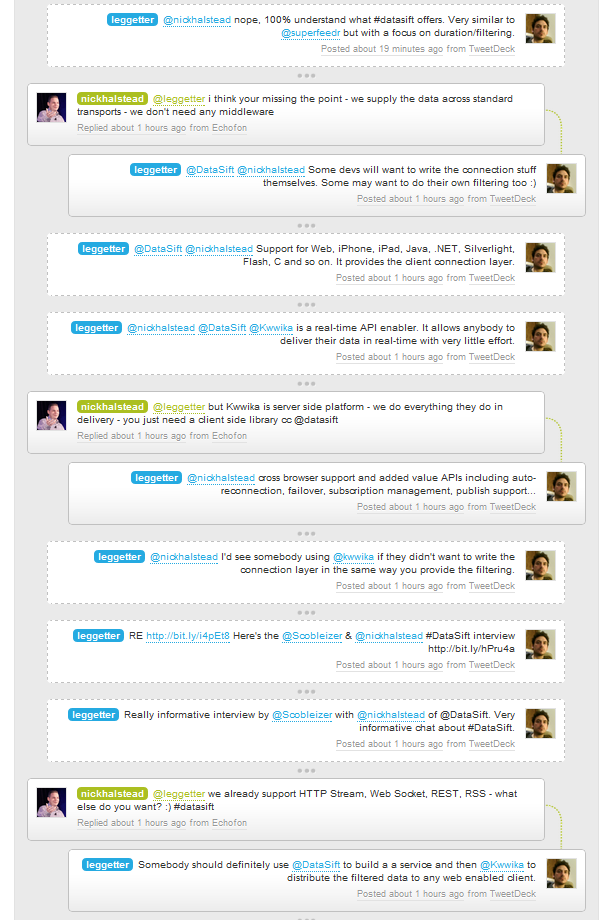 leggetter @nickhalstead nope, 100% understand what #datasift offers. Very similar to
@superfeedr but with a focus on duration/filtering.
Posted about 19 minutes ago from TweetDeck
nickhalstead @leggetter i think your missing the point - we supply the data across standard
transports - we don't need any middleware
Replied about 1 hours ago from Echofon
leggetter @DataSift @nickhalstead Some devs will want to write the connection stuff
themselves. Some may want to do their own filtering too :)
Posted about 1 hours ago from TweetDeck
leggetter @DataSift @nickhalstead Support for Web, iPhone, iPad, Java, .NET, Silverlight,
Flash, C and so on. It provides the client connection layer.
Posted about 1 hours ago from TweetDeck
leggetter @nickhalstead @DataSift @Kwwika is a real-time API enabler. It allows anybody to
deliver their data in real-time with very little effort.
Posted about 1 hours ago from TweetDeck
nickhalstead @leggetter but Kwwika is server side platform - we do everything they do in
delivery - you just need a client side library cc @datasift
Replied about 1 hours ago from Echofon
leggetter @nickhalstead cross browser support and added value APIs including auto-
reconnection, failover, subscription management, publish support...
Posted about 1 hours ago from TweetDeck
leggetter @nickhalstead I'd see somebody using @kwwika if they didn't want to write the
connection layer in the same way you provide the filtering.
Posted about 1 hours ago from TweetDeck
leggetter RE http://bit.ly/i4pEt8 Here's the @Scobleizer & @nickhalstead #DataSift interview
http://bit.ly/hPru4a
Posted about 1 hours ago from TweetDeck
leggetter Really informative interview by @Scobleizer with @nickhalstead of @DataSift. Very
informative chat about #DataSift.
Posted about 1 hours ago from TweetDeck
nickhalstead @leggetter we already support HTTP Stream, Web Socket, REST, RSS - what
else do you want? :) #datasift
Replied about 1 hours ago from Echofon
leggetter Somebody should definitely use @DataSift to build a a service and then @Kwwika to
distribute the filtered data to any web enabled client.
Posted about 1 hours ago from TweetDeck